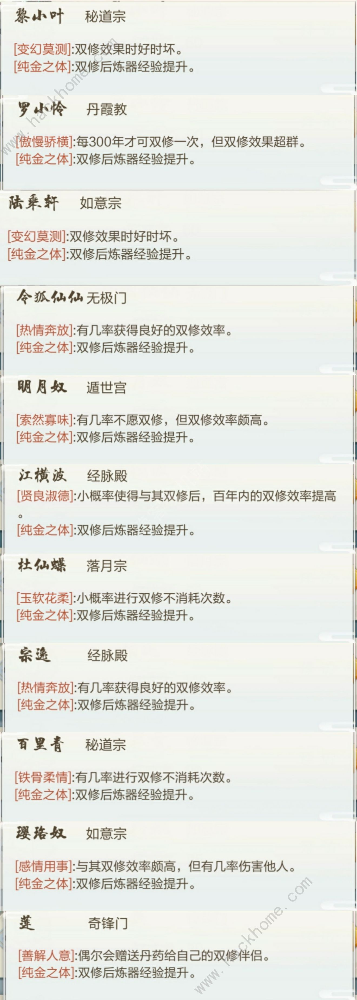 黎小叶 秘道宗
[变幻莫测]:双修效果时好时坏。
[纯金之体]:双修后炼器经验提升。
www.hackhome.com
罗小怜 丹霞教
[傲慢骄横]:每300年才可双修一次，但双修效果超群。
[纯金之体]:双修后炼器经验提升。
陆乘轩 如意宗
[变幻莫测]:双修效果时好时坏。
[纯金之体]:双修后炼器经验提升。
令狐仙仙 无极门
[热情奔放]:有几率获得良好的双修效率。
[纯金之体]:双修后炼器经验提升。
明月奴 遁世宫
[索然寡味]:有几率不愿双修，但双修效率颇高。
[纯金之体]:双修后炼器经验提升。
江横波 经脉殿
[贤良淑德]:小概率使得与其双修后，百年内的双修效率提高
。
[纯金之体]:双修后炼器经验提升。
杜仙蝶 落月宗
[玉软花柔]:小概率进行双修不消耗次数。
[纯金之体]:双修后炼器经验提升。
宗逸 经脉殿
[热情奔放]:有几率获得良好的双修效率。
[纯金之体]:双修后炼器经验提升。
百里青 秘道宗
[铁骨柔情]:有几率进行双修不消耗次数。
[纯金之体]:双修后炼器经验提升。
璎珞奴 如意宗
[感情用事]:与其双修效率颇高，但有几率伤害他人。
[纯金之体]:双修后炼器经验提升。
莲 奇锋门
[善解人意]:偶尔会赠送丹药给自己的双修伴侣。
[纯金之体]:双修后炼器经验提升。
www.hackhome.com